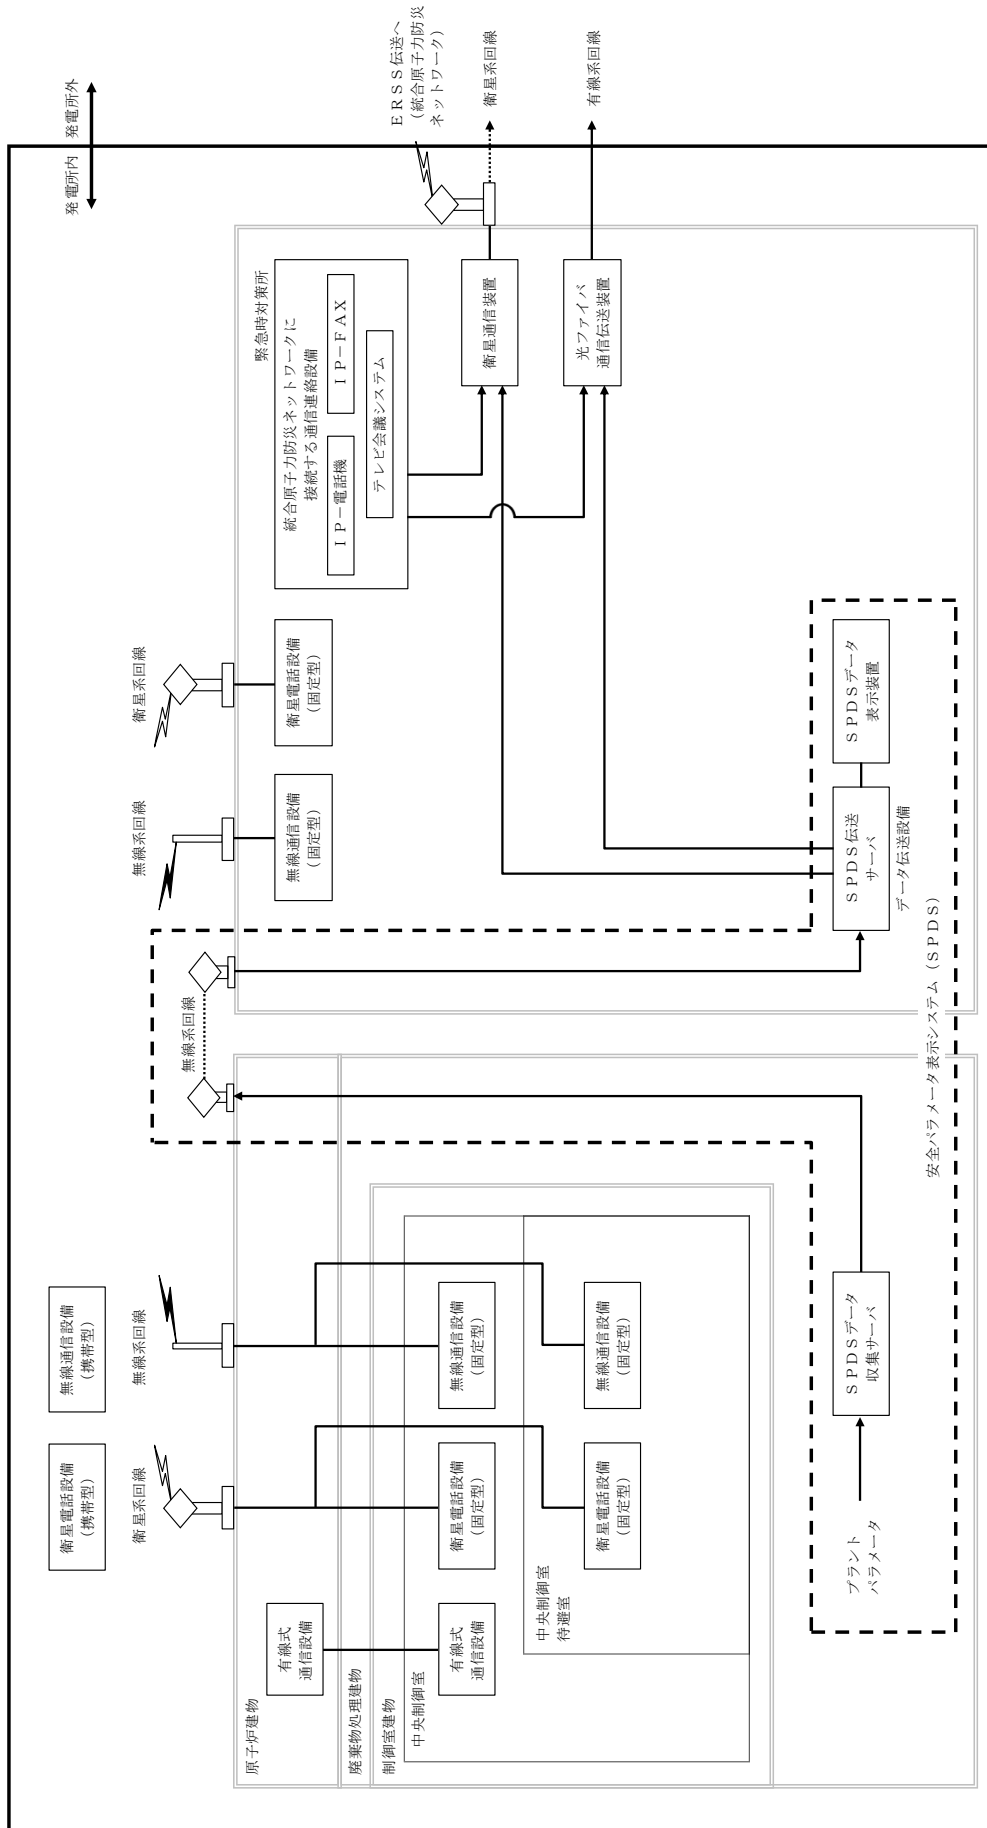 衛星電話設備
(携帯型)
無線通信設備
(携帯型)
発電所内
発電所外
衛星系回線
無線系回線
無線系回線
無線系回線
衛星系回線
原子炉建物
有線式
通信設備
廃棄物処理建物
制御室建物
中央制御室
有線式
通信設備
衛星電話設備
(固定型)
無線通信設備
(固定型)
中央制御室
待避室
衛星電話設備
(固定型)
無線通信設備
(固定型)
無線通信設備
(固定型)
衛星電話設備
(固定型)
緊急時対策所
統合原子力防災ネットワークに
接続する通信連絡設備
ＩＰ－電話機
ＩＰ－ＦＡＸ
テレビ会議システム
ＥＲＳＳ伝送へ
(統合原子力防災
ネットワーク)
衛星通信装置
衛星系回線
光ファイバ
通信伝送装置
有線系回線
プラント
パラメータ
ＳＰＤＳデータ
収集サーバ
ＳＰＤＳ伝送
サーバ
データ伝送設備
ＳＰＤＳデータ
表示装置
安全パラメータ表示システム（ＳＰＤＳ）